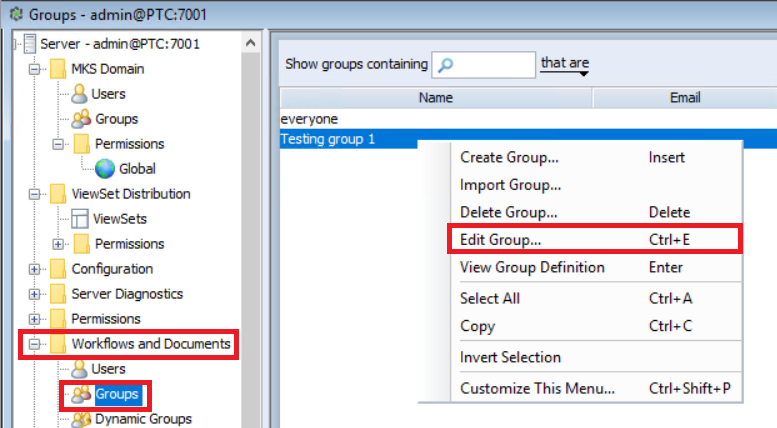 Groups - admin@PTC:7001
Server - admin@PTC:7001
MKS Domain
Users
Groups
Permissions
Global
ViewSet Distribution
ViewSets
Permissions
Configuration
Server Diagnostics
Permissions
Workflows and Documents
Users
Groups
Dynamic Groups
Show groups containing that are
Name Email
everyone
Testing group 1
Create Group... Insert
Import Group...
Delete Group... Delete
Edit Group... Ctrl+E
View Group Definition Enter
Select All Ctrl+A
Copy Ctrl+C
Invert Selection
Customize This Menu... Ctrl+Shift+P